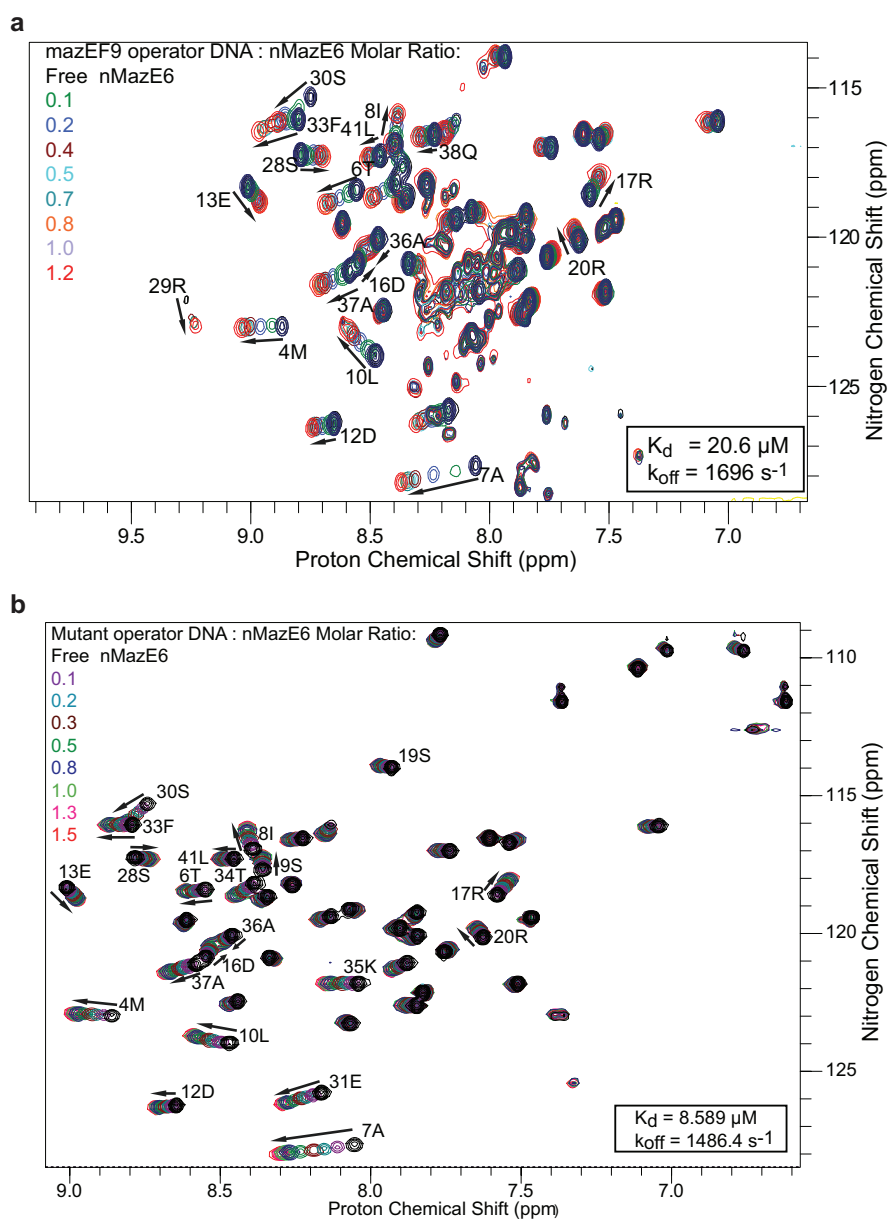 a
mazEF9 operator DNA : nMazE6 Molar Ratio:
Free nMazE6
0.1
0.2
0.4
0.5
0.7
0.8
1.0
1.2
30S
33F
8I
41L
38Q
28S
6T
13E
17R
36A
20R
16D
37A
29R
4M
10L
12D
7A
Kd = 20.6 µM
koff = 1696 s-1
115
120
125
Nitrogen Chemical Shift (ppm)
9.5
9.0
8.5
8.0
7.5
7.0
Proton Chemical Shift (ppm)
b
Mutant operator DNA : nMazE6 Molar Ratio:
Free nMazE6
0.1
0.2
0.3
0.5
0.8
1.0
1.3
1.5
19S
30S
33F
8I
41L
28S
34T
9S
13E
6T
17R
36A
20R
16D
37A
35K
4M
10L
31E
12D
7A
Kd = 8.589 µM
koff = 1486.4 s-1
110
115
120
125
Nitrogen Chemical Shift (ppm)
9.0
8.5
8.0
7.5
7.0
Proton Chemical Shift (ppm)